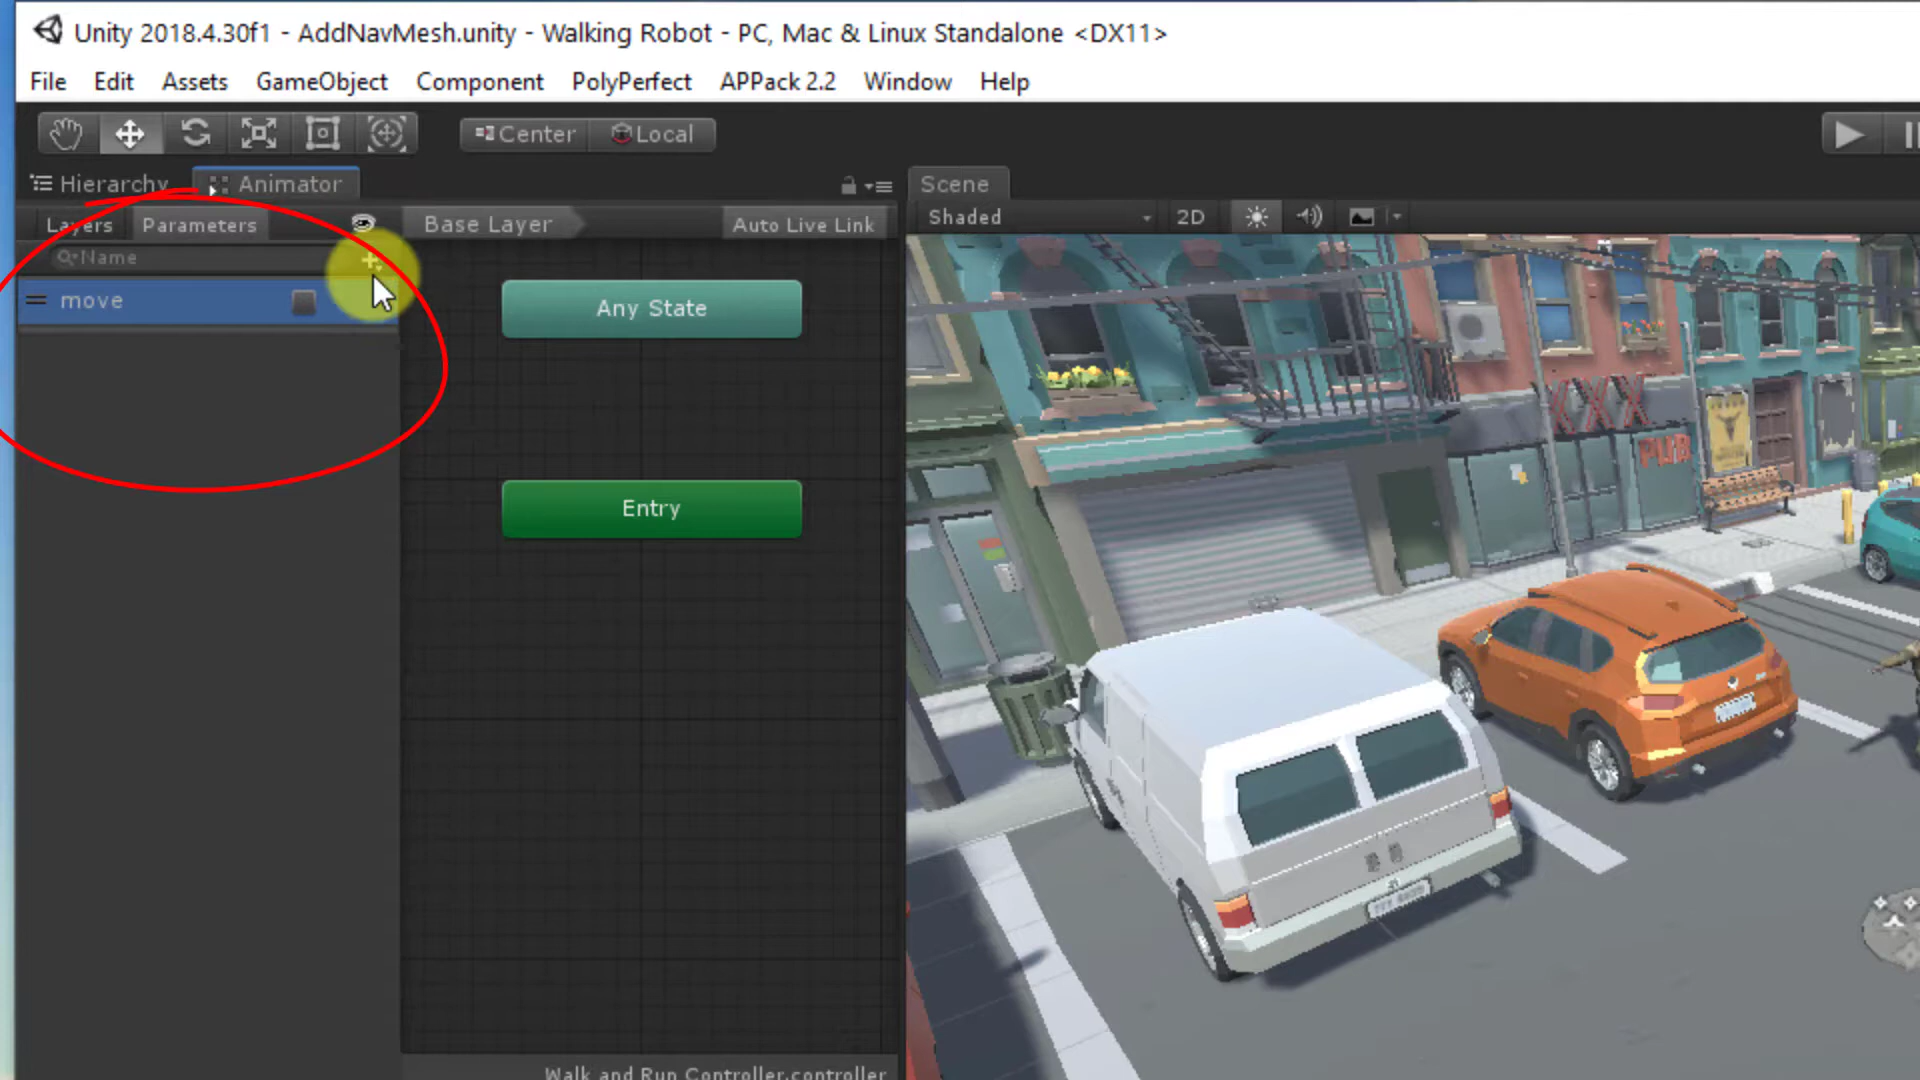 Unity 2018.4.30f1 - AddNavMesh.unity - Walking Robot - PC, Mac & Linux Standalone <DX11>
File Edit Assets GameObject Component PolyPerfect APPack 2.2 Window Help
Center Local
Hierarchy Animator Scene
Layers Parameters Base Layer Auto Live Link Shaded 2D
Name
move
Any State
Entry
XXX
PUB
Walk and Run Controller.controller